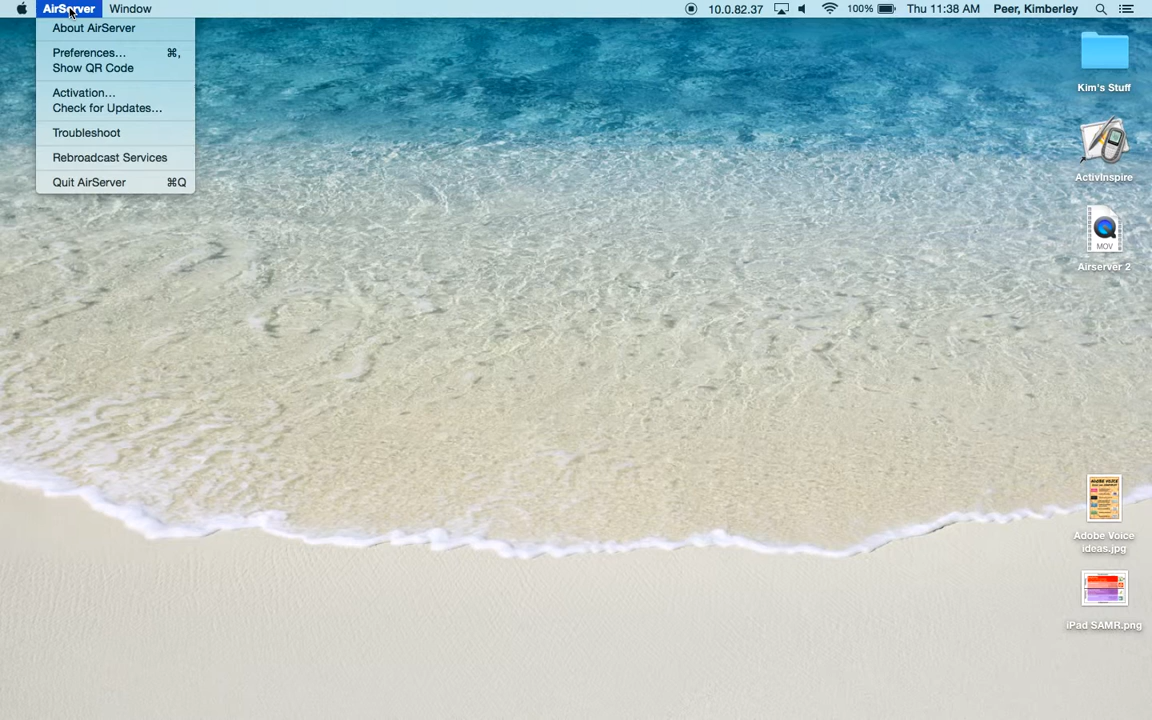 AirServer Window 10.0.82.37 100% Thu 11:38 AM Peer, Kimberley
About AirServer
Preferences... ⌘,
Show QR Code
Activation...
Check for Updates...
Troubleshoot
Rebroadcast Services
Quit AirServer ⌘Q
Kim's Stuff
ActivInspire
MOV
Airserver 2
ADOBE VOICE
Adobe Voice
ideas.jpg
iPad SAMR.png